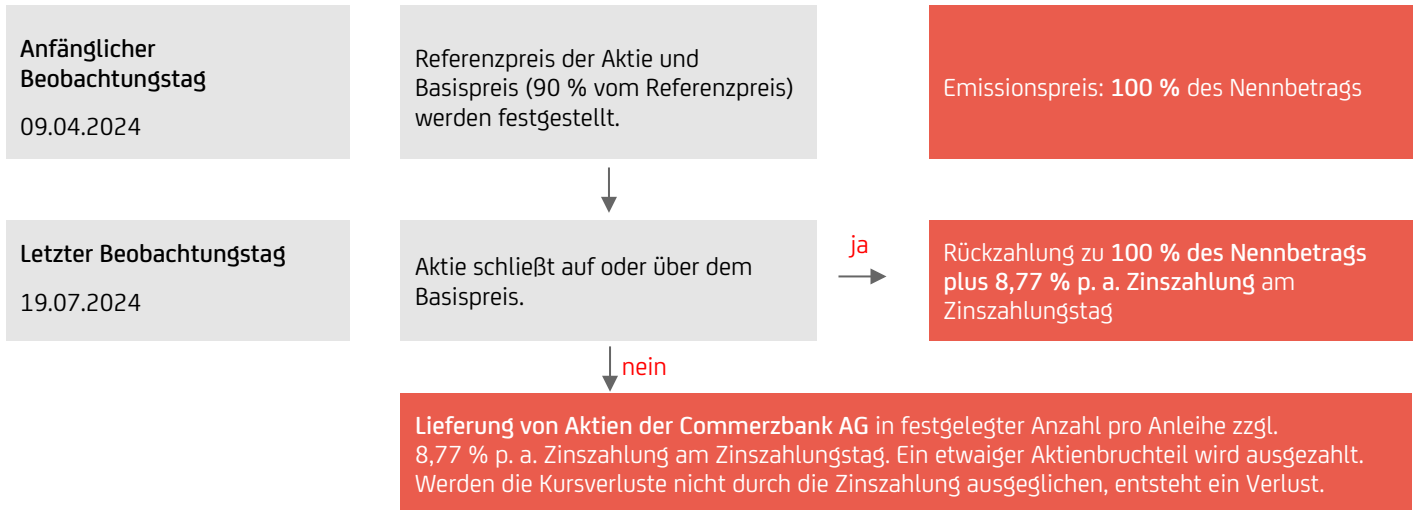 Anfänglicher
Beobachtungstag
09.04.2024
Referenzpreis der Aktie und
Basispreis (90 % vom Referenzpreis)
werden festgestellt.
Emissionspreis: 100 % des Nennbetrags
Letzter Beobachtungstag
19.07.2024
Aktie schließt auf oder über dem
Basispreis.
ja
Rückzahlung zu 100 % des Nennbetrags
plus 8,77 % p. a. Zinszahlung am
Zinszahlungstag
nein
Lieferung von Aktien der Commerzbank AG in festgelegter Anzahl pro Anleihe zzgl.
8,77 % p. a. Zinszahlung am Zinszahlungstag. Ein etwaiger Aktienbruchteil wird ausgezahlt.
Werden die Kursverluste nicht durch die Zinszahlung ausgeglichen, entsteht ein Verlust.